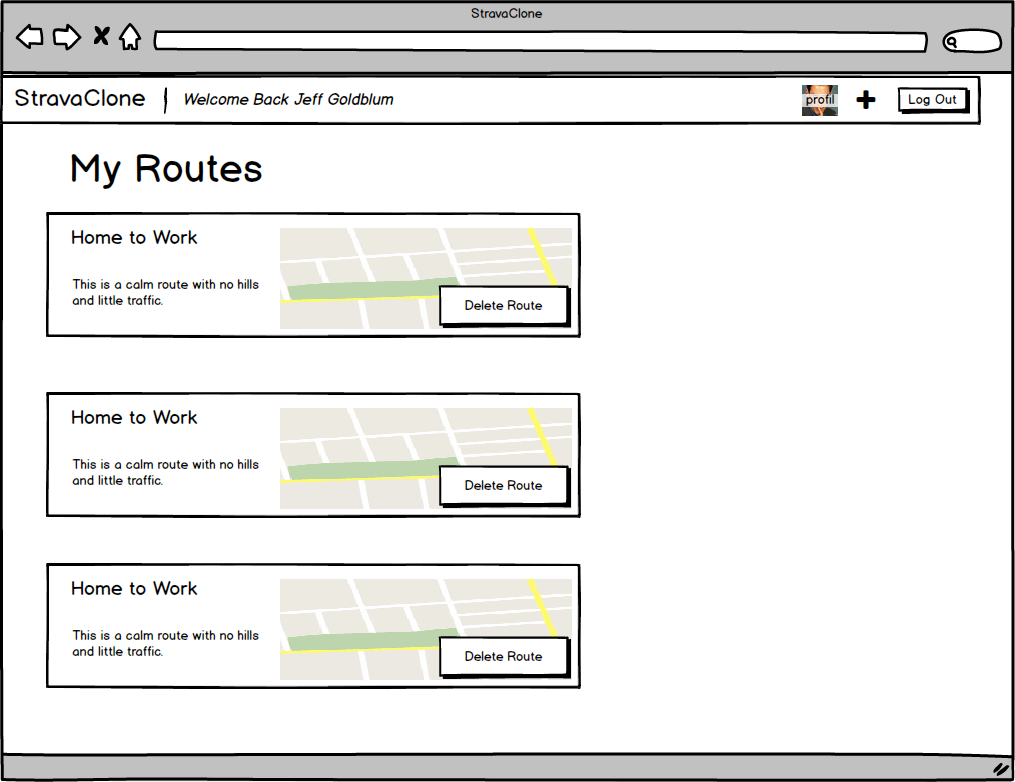 StravaClone
StravaClone
Welcome Back Jeff Goldblum
profil
Log Out
My Routes
Home to Work
This is a calm route with no hills
and little traffic.
Delete Route
Home to Work
This is a calm route with no hills
and little traffic.
Delete Route
Home to Work
This is a calm route with no hills
and little traffic.
Delete Route